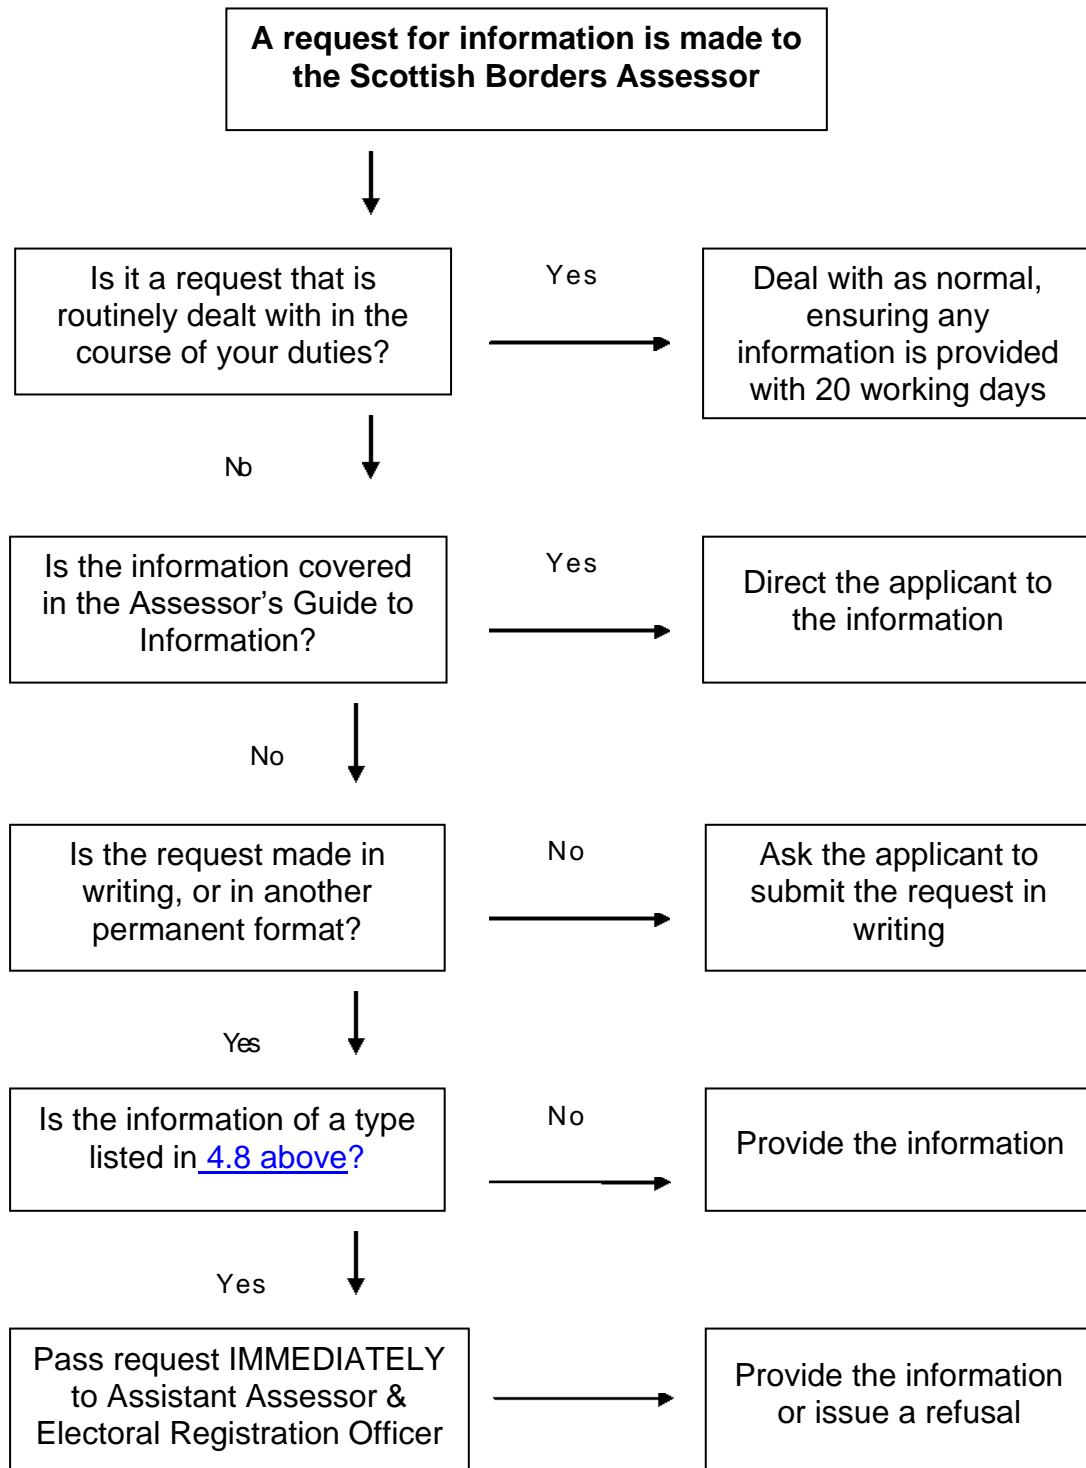 A request for information is made to
the Scottish Borders Assessor
Is it a request that is
routinely dealt with in the
course of your duties?
Yes
Deal with as normal,
ensuring any
information is provided
with 20 working days
No
Is the information covered
in the Assessor’s Guide to
Information?
Yes
Direct the applicant to
the information
No
Is the request made in
writing, or in another
permanent format?
No
Ask the applicant to
submit the request in
writing
Yes
Is the information of a type
listed in 4.8 above?
No
Provide the information
Yes
Pass request IMMEDIATELY
to Assistant Assessor &
Electoral Registration Officer
Provide the information
or issue a refusal